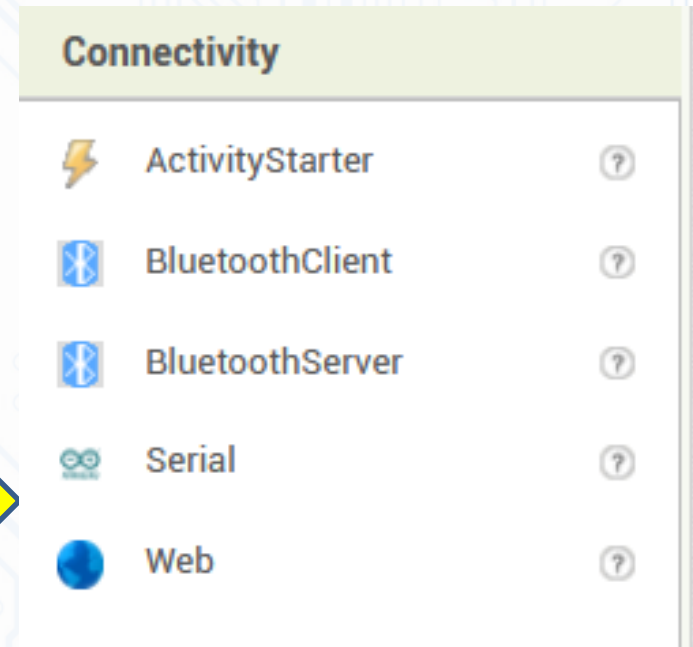 Connectivity
ActivityStarter
?
BluetoothClient
?
BluetoothServer
?
Serial
?
Web
?